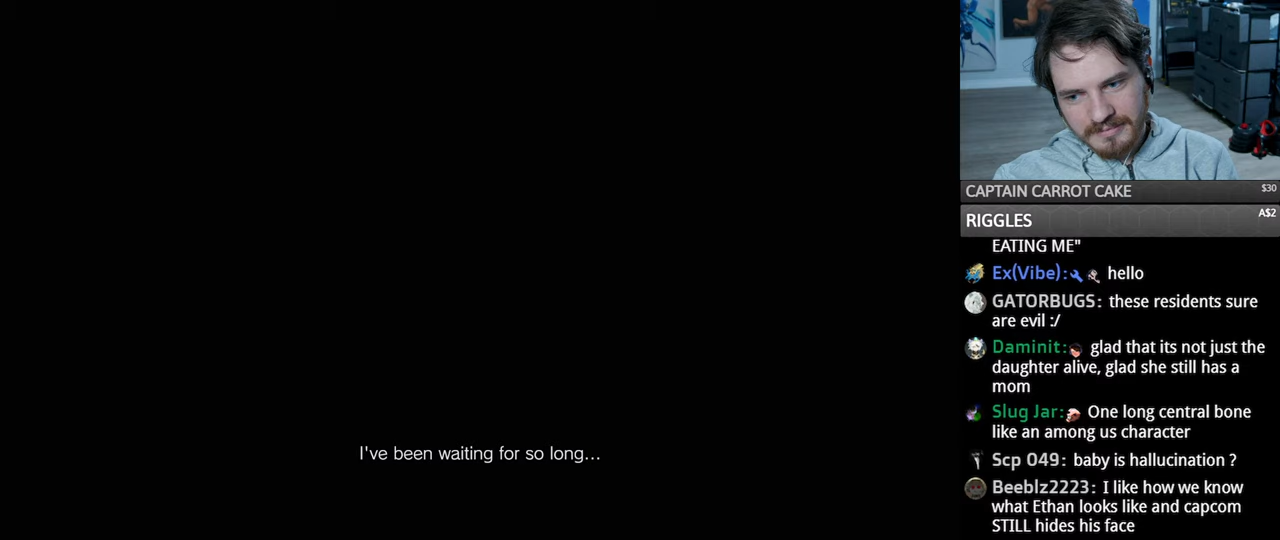 I've been waiting for so long...
CAPTAIN CARROT CAKE
$30
RIGGLES
A$2
EATING ME"
Ex(Vibe): hello
GATORBUGS: these residents sure
are evil :/
Daminit: glad that its not just the
daughter alive, glad she still has a
mom
Slug Jar: One long central bone
like an among us character
Scp 049: baby is hallucination ?
Beeblz2223: I like how we know
what Ethan looks like and capcom
STILL hides his face